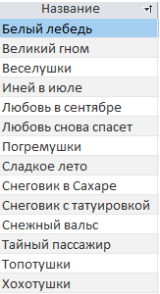 Название
Белый лебедь
Великий гном
Веселушки
Иней в июле
Любовь в сентябре
Любовь снова спасет
Погремушки
Сладкое лето
Снеговик в Сахаре
Снеговик с татуировкой
Снежный вальс
Тайный пассажир
Топотушки
Хохотушки